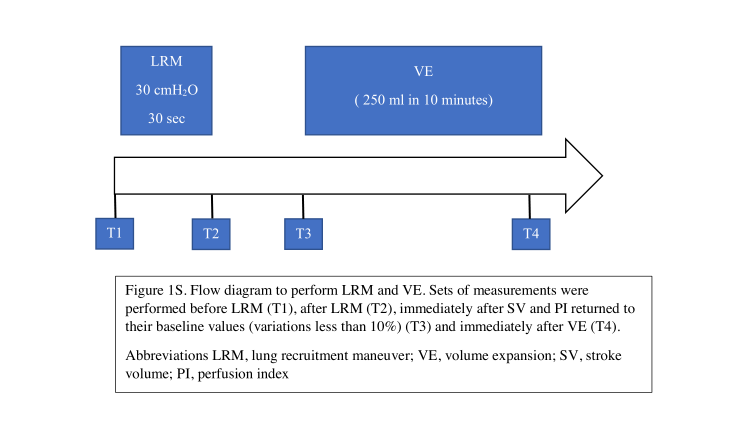 LRM
30 cmH₂O
30 sec
VE
( 250 ml in 10 minutes)
T1
T2
T3
T4
Figure 1S. Flow diagram to perform LRM and VE. Sets of measurements were
performed before LRM (T1), after LRM (T2), immediately after SV and PI returned to
their baseline values (variations less than 10%) (T3) and immediately after VE (T4).
Abbreviations LRM, lung recruitment maneuver; VE, volume expansion; SV, stroke
volume; PI, perfusion index